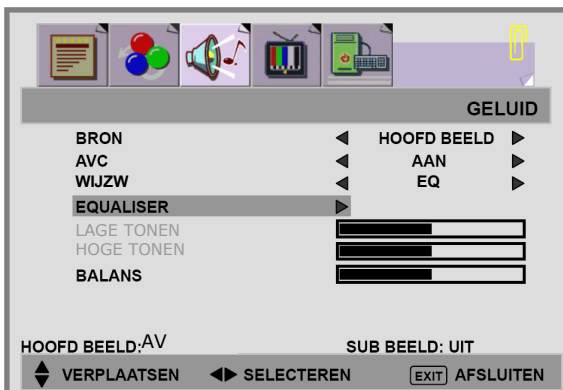 GELUID
BRON HOOFD BEELD
AVC AAN
WIJZW EQ
EQUALISER
LAGE TONEN
HOGE TONEN
BALANS
HOOFD BEELD:AV SUB BEELD: UIT
VERPLAATSEN SELECTEREN EXIT AFSLUITEN